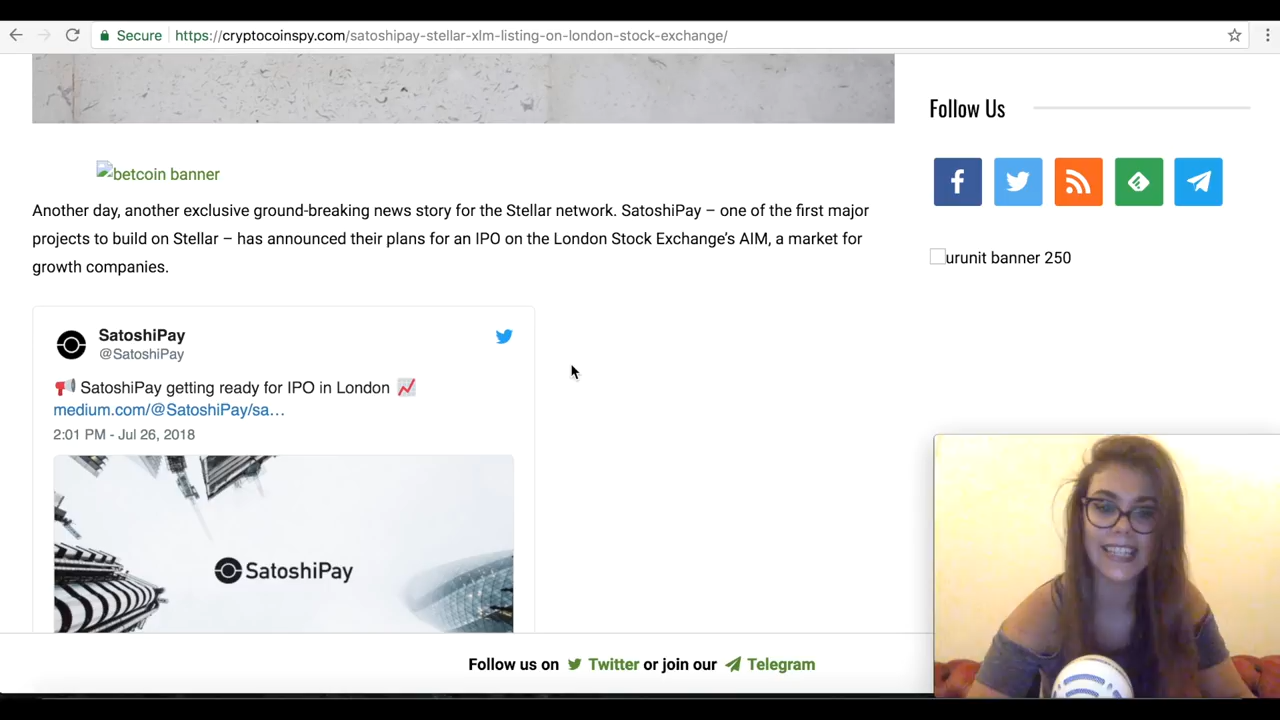 Secure https://cryptocoinspy.com/satoshipay-stellar-xlm-listing-on-london-stock-exchange/
Follow Us
betcoin banner
Another day, another exclusive ground-breaking news story for the Stellar network. SatoshiPay – one of the first major
projects to build on Stellar – has announced their plans for an IPO on the London Stock Exchange's AIM, a market for
growth companies.
urunit banner 250
SatoshiPay
@SatoshiPay
SatoshiPay getting ready for IPO in London
medium.com/@SatoshiPay/sa…
2:01 PM - Jul 26, 2018
SatoshiPay
Follow us on Twitter or join our Telegram